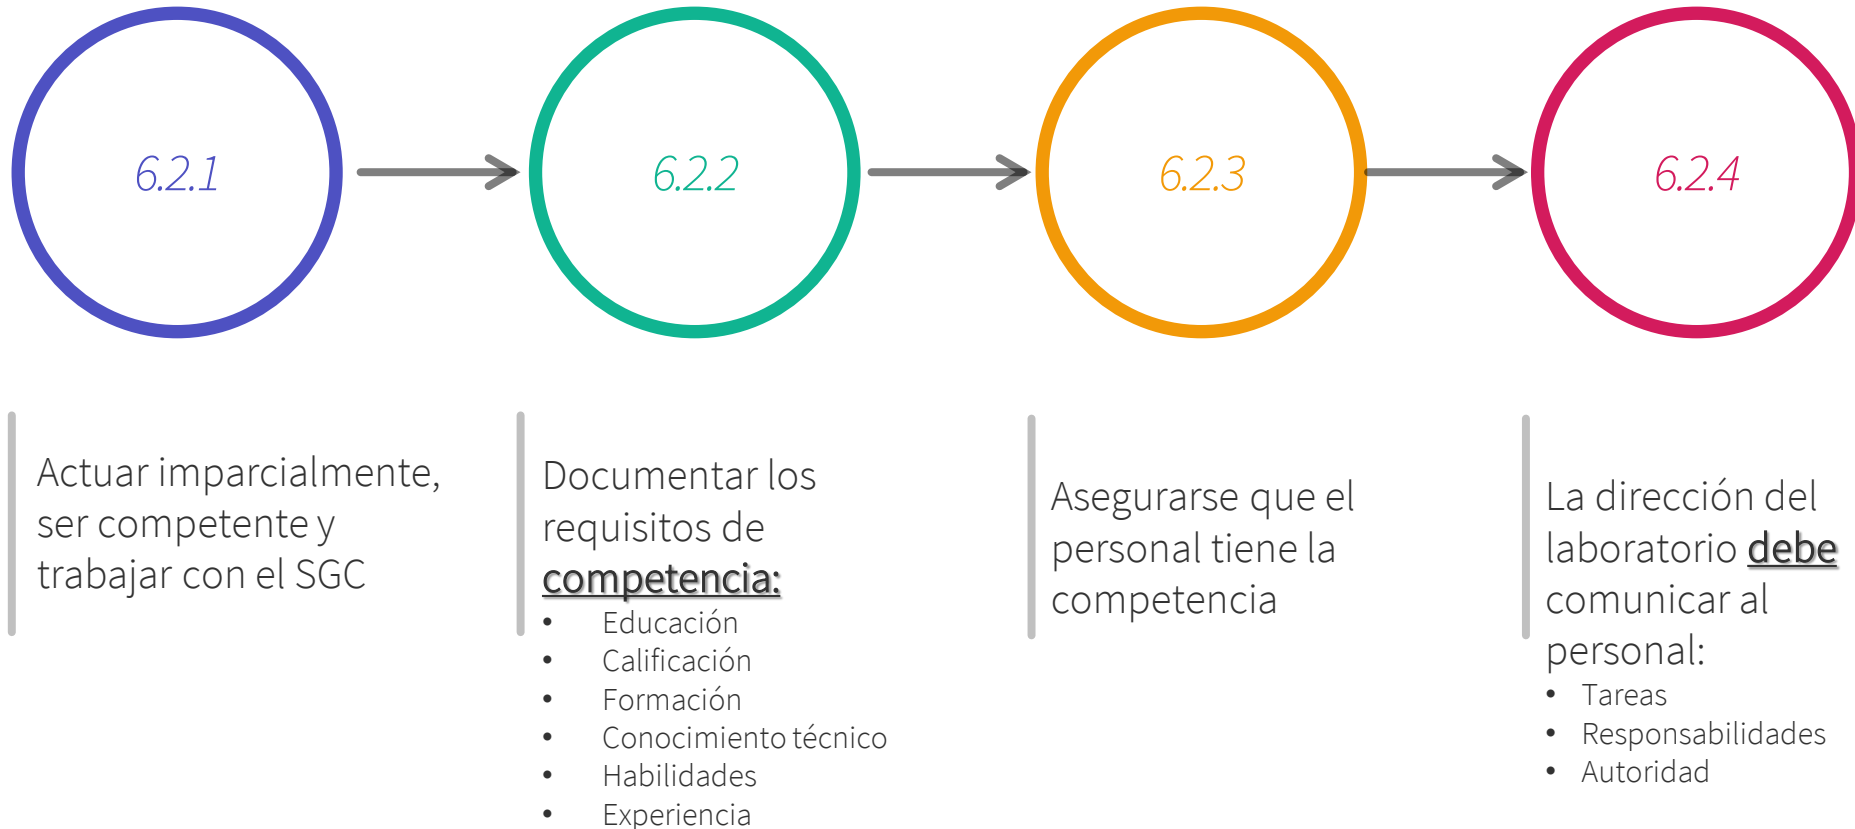 6.2.1
6.2.2
6.2.3
6.2.4
Actuar imparcialmente,
ser competente y
trabajar con el SGC
Documentar los
requisitos de
competencia:
• Educación
• Calificación
• Formación
• Conocimiento técnico
• Habilidades
• Experiencia
Asegurarse que el
personal tiene la
competencia
La dirección del
laboratorio debe
comunicar al
personal:
• Tareas
• Responsabilidades
• Autoridad